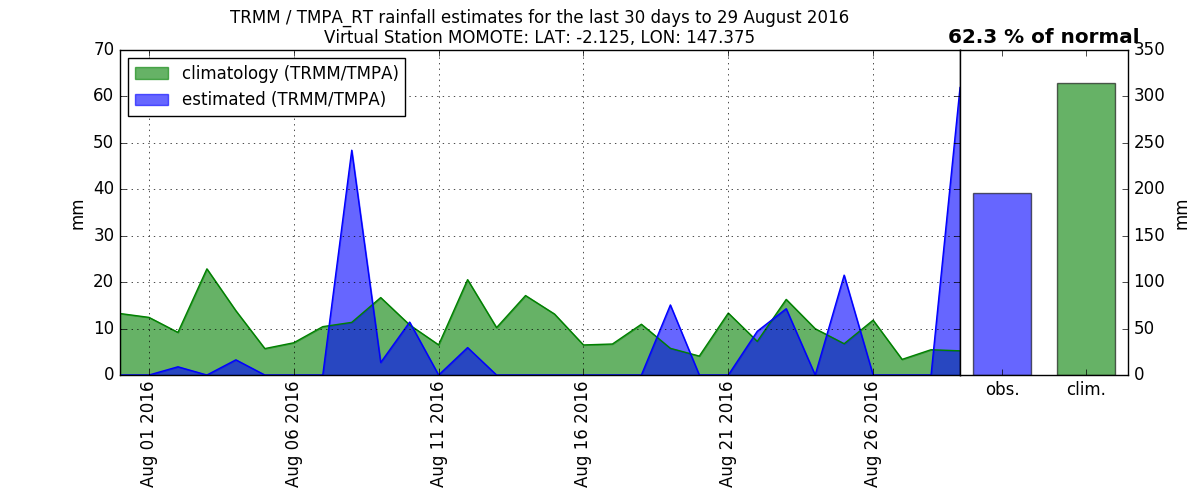 TRMM / TMPA_RT rainfall estimates for the last 30 days to 29 August 2016
Virtual Station MOMOTE: LAT: -2.125, LON: 147.375
62.3 % of normal
climatology (TRMM/TMPA)
estimated (TRMM/TMPA)
70
60
50
40
30
20
10
0
mm
Aug 01 2016
Aug 06 2016
Aug 11 2016
Aug 16 2016
Aug 21 2016
Aug 26 2016
obs.
clim.
350
300
250
200
150
100
50
0
mm